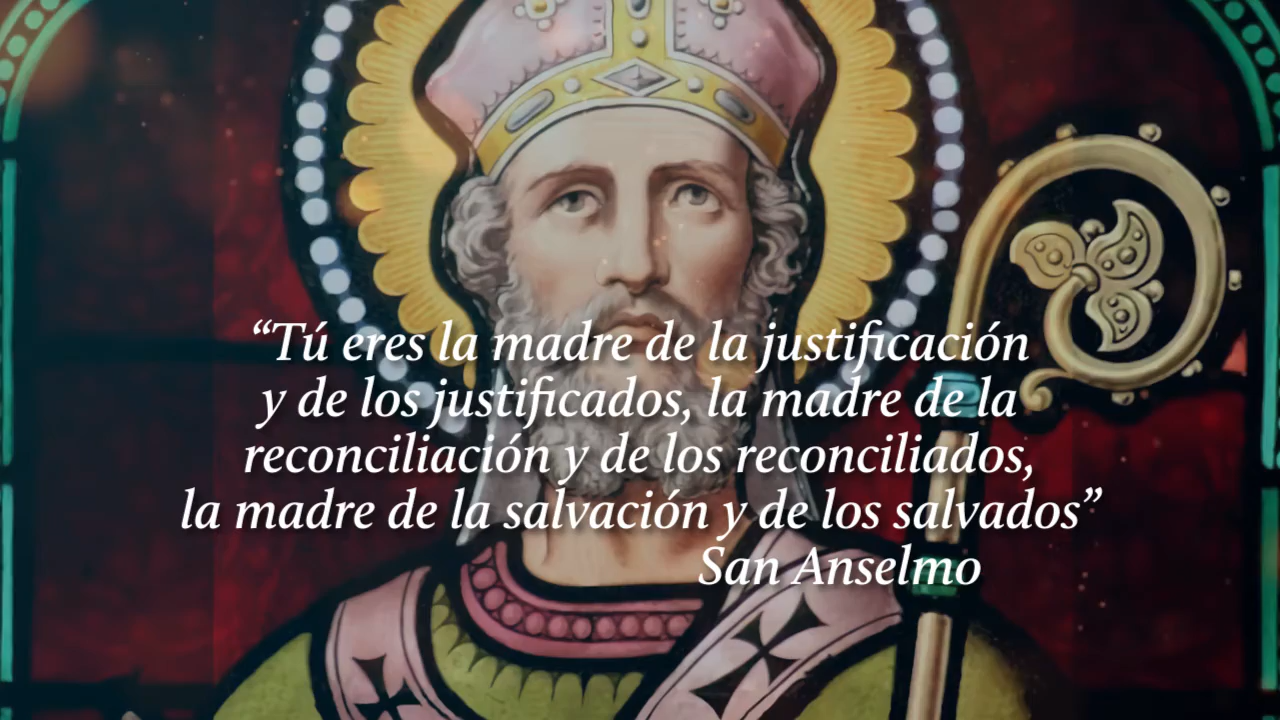 “Tú eres la madre de la justificación
y de los justificados, la madre de la
reconciliación y de los reconciliados,
la madre de la salvación y de los salvados”
San Anselmo